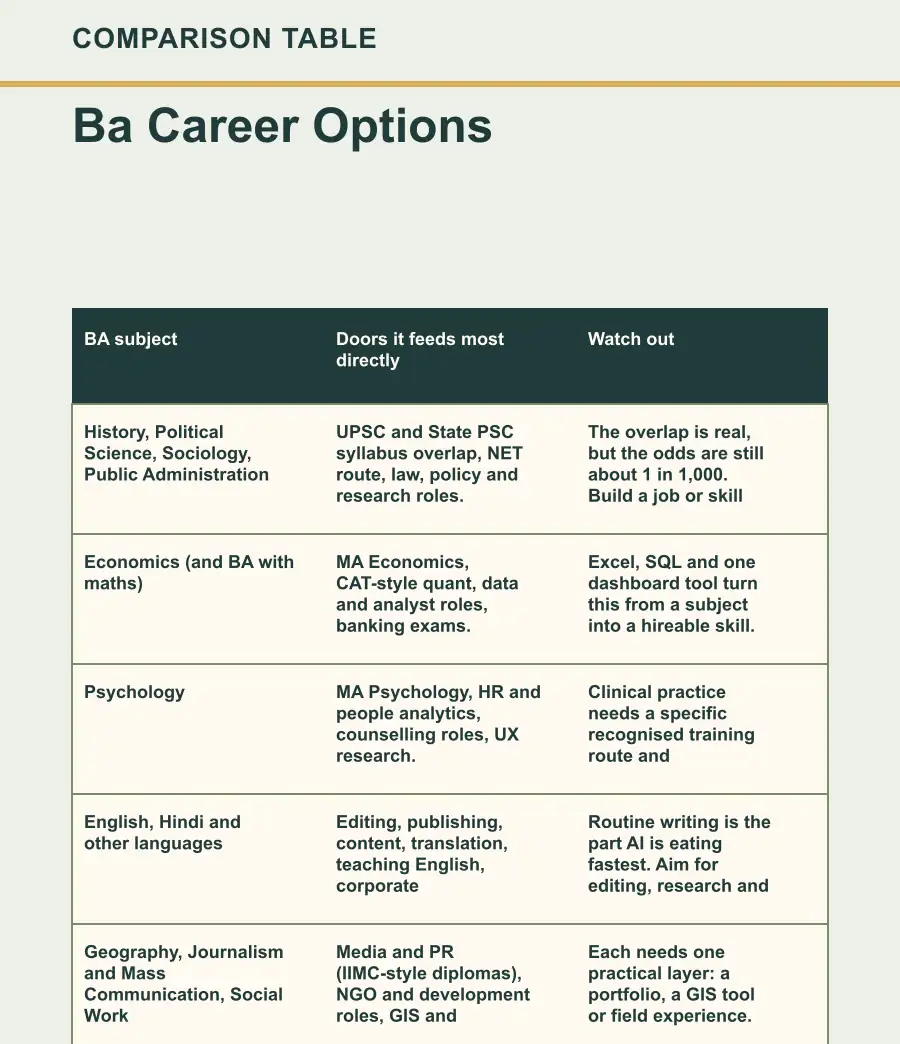 COMPARISON TABLE
Ba Career Options
BA subject
Doors it feeds most
directly
Watch out
History, Political
Science, Sociology,
Public Administration
UPSC and State PSC
syllabus overlap, NET
route, law, policy and
research roles.
The overlap is real,
but the odds are still
about 1 in 1,000.
Build a job or skill
Economics (and BA with
maths)
MA Economics,
CAT-style quant, data
and analyst roles,
banking exams.
Excel, SQL and one
dashboard tool turn
this from a subject
into a hireable skill.
Psychology
MA Psychology, HR and
people analytics,
counselling roles, UX
research.
Clinical practice
needs a specific
recognised training
route and
English, Hindi and
other languages
Editing, publishing,
content, translation,
teaching English,
corporate
Routine writing is the
part AI is eating
fastest. Aim for
editing, research and
Geography, Journalism
and Mass
Communication, Social
Work
Media and PR
(IIMC-style diplomas),
NGO and development
roles, GIS and
Each needs one
practical layer: a
portfolio, a GIS tool
or field experience.